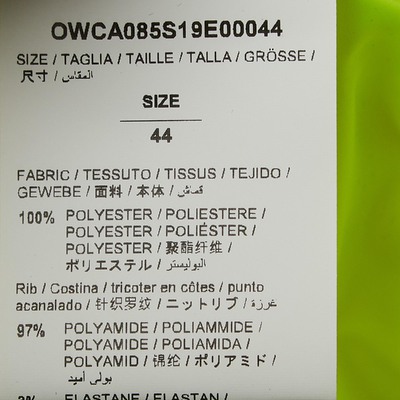 OWCA085S19E00044
SIZE / TAGLIA / TAILLE / TALLA / GRÖSSE /
尺寸 / المقاس
SIZE
44
FABRIC / TESSUTO / TISSUS / TEJIDO /
GEWEBE / 面料 / 本体 / قماش
100% POLYESTER / POLIESTERE /
POLYESTER / POLIÉSTER /
POLYESTER / 聚酯纤维 /
ポリエステル / البوليستر
Rib / Costina / tricoter en côtes / punto
acanalado / 针织罗纹 / ニットリブ / غرزة
97% POLYAMIDE / POLIAMMIDE /
POLYAMIDE / POLIAMIDA /
POLYAMID / 锦纶 / ポリアミド /
بولي أميد
3% ELASTANE / ELASTAN /